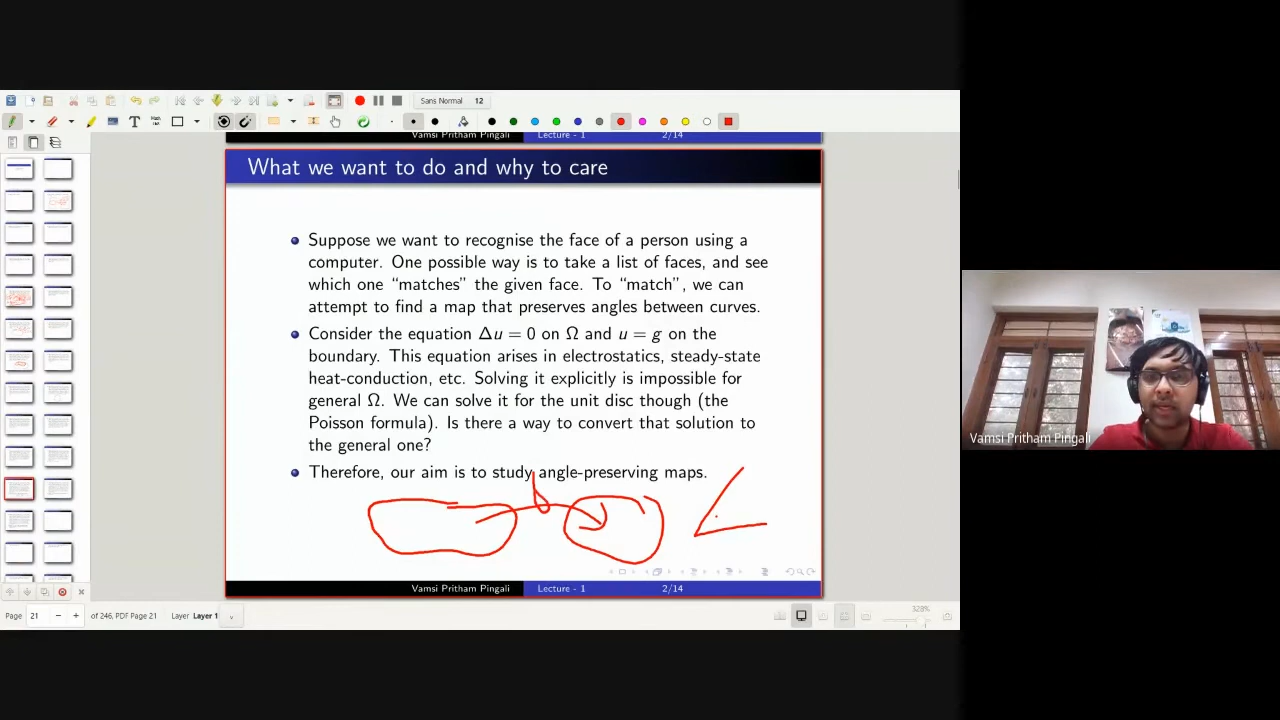 Sans Normal 12
Vamsi Pritham Pingali Lecture - 1 2/14
What we want to do and why to care
Suppose we want to recognise the face of a person using a
computer. One possible way is to take a list of faces, and see
which one “matches” the given face. To “match”, we can
attempt to find a map that preserves angles between curves.
Consider the equation Δu = 0 on Ω and u = g on the
boundary. This equation arises in electrostatics, steady-state
heat-conduction, etc. Solving it explicitly is impossible for
general Ω. We can solve it for the unit disc though (the
Poisson formula). Is there a way to convert that solution to
the general one?
Therefore, our aim is to study angle-preserving maps.
Vamsi Pritham Pingali Lecture - 1 2/14
Page 21 of 246, PDF Page 21 Layer Layer 1 328%
Vamsi Pritham Pingali